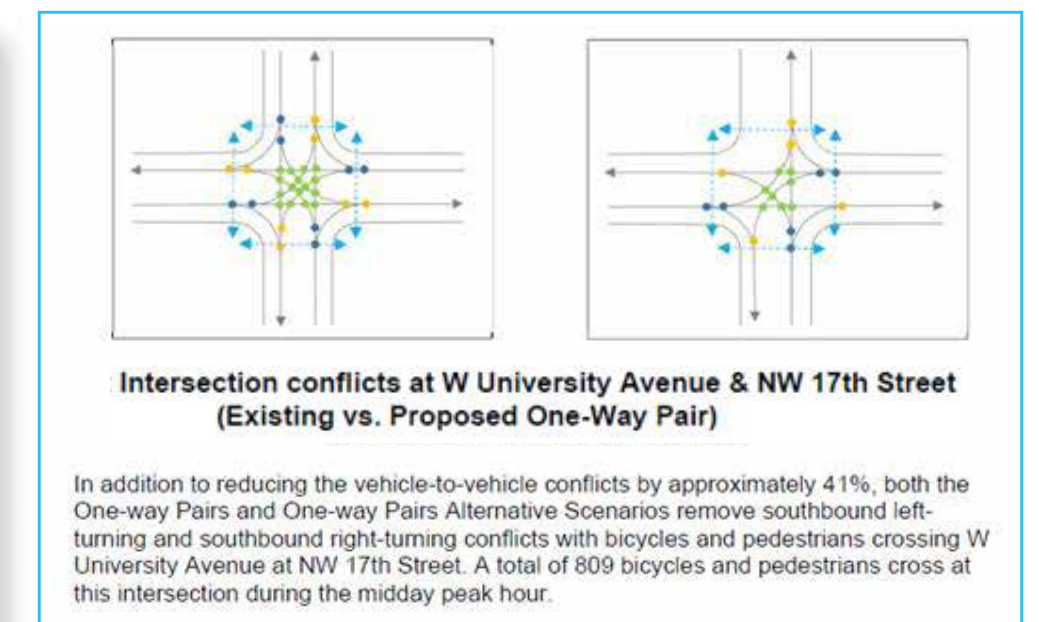 Intersection conflicts at W University Avenue & NW 17th Street
(Existing vs. Proposed One-Way Pair)
In addition to reducing the vehicle-to-vehicle conflicts by approximately 41%, both the
One-way Pairs and One-way Pairs Alternative Scenarios remove southbound left-
turning and southbound right-turning conflicts with bicycles and pedestrians crossing W
University Avenue at NW 17th Street. A total of 809 bicycles and pedestrians cross at
this intersection during the midday peak hour.